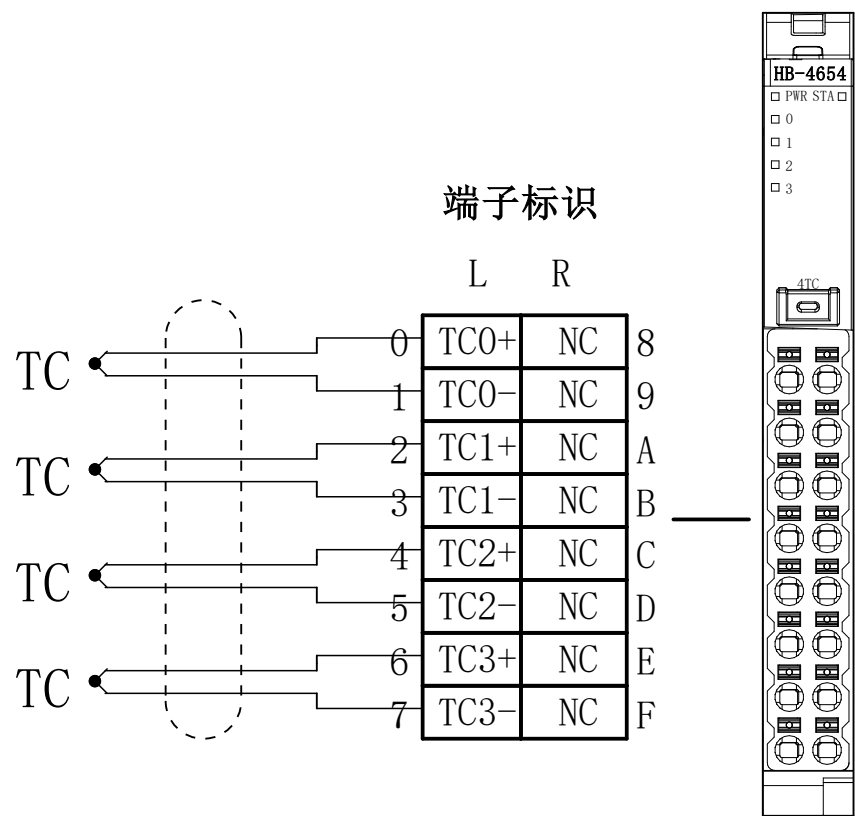 HB-4654
PWR STA
0
1
2
3
4TC
端子标识
L R
TC 0 TC0+ NC 8
1 TC0- NC 9
TC 2 TC1+ NC A
3 TC1- NC B
TC 4 TC2+ NC C
5 TC2- NC D
TC 6 TC3+ NC E
7 TC3- NC F